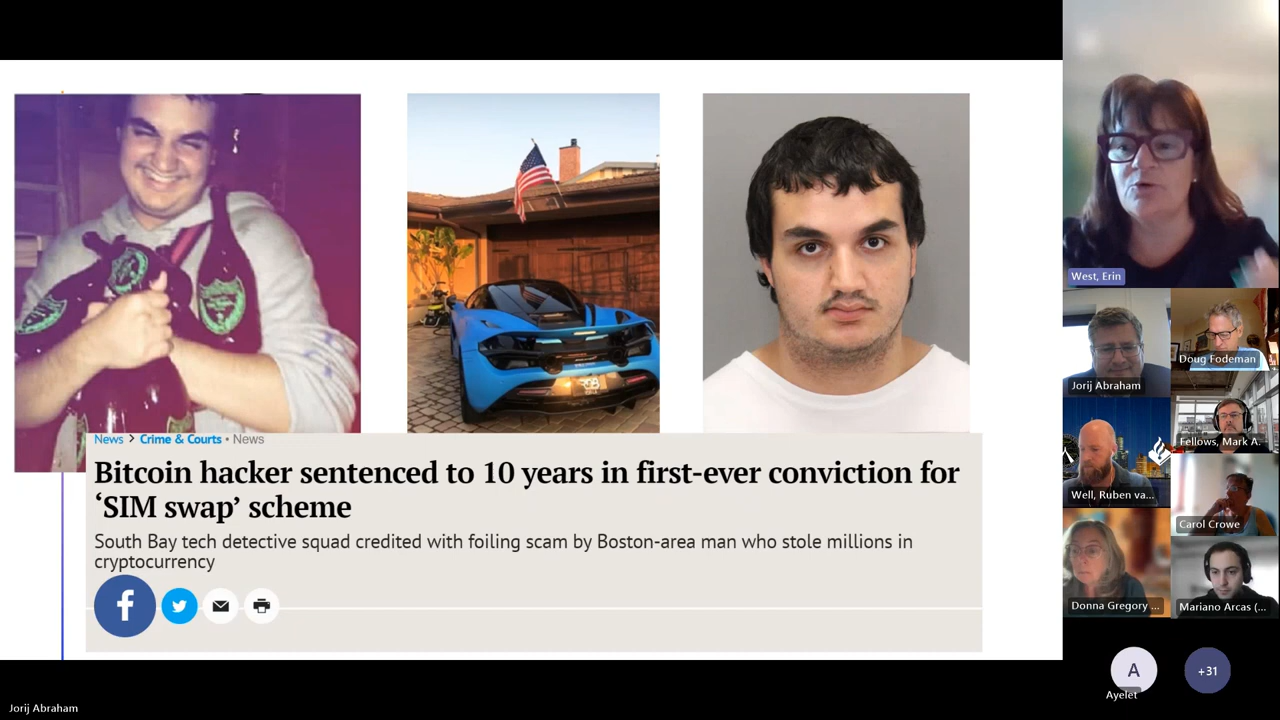 News > Crime & Courts • News
Bitcoin hacker sentenced to 10 years in first-ever conviction for
‘SIM swap’ scheme
South Bay tech detective squad credited with foiling scam by Boston-area man who stole millions in
cryptocurrency
f
West, Erin
Jorij Abraham
Doug Fodeman
Fellows, Mark A.
Well, Ruben va...
Carol Crowe
Donna Gregory ...
Mariano Arcas (...
A
Ayelet
+31
Jorij Abraham